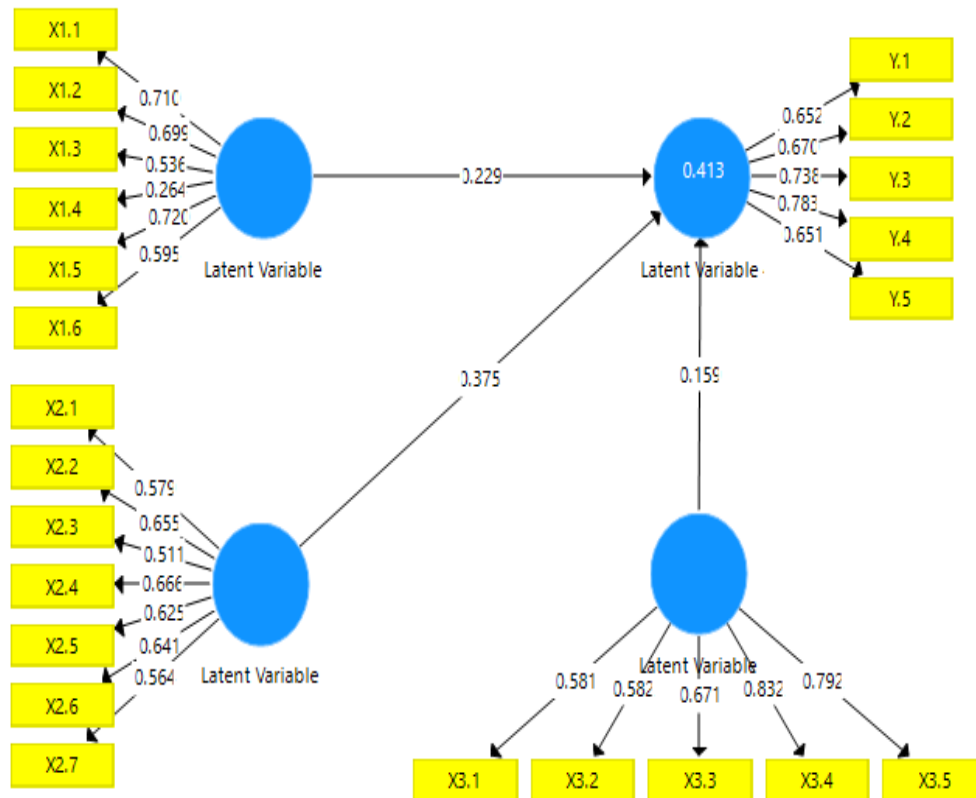 X1.1
X1.2
X1.3
X1.4
X1.5
X1.6
0.710
0.699
0.536
0.264
0.720
0.595
Latent Variable
0.229
0.413
Latent Variable
Y.1
Y.2
Y.3
Y.4
Y.5
0.652
0.670
0.738
0.783
0.651
0.375
0.159
X2.1
X2.2
X2.3
X2.4
X2.5
X2.6
X2.7
0.579
0.655
0.511
0.666
0.625
0.641
0.564
Latent Variable
Latent Variable
0.581
0.582
0.671
0.832
0.792
X3.1
X3.2
X3.3
X3.4
X3.5